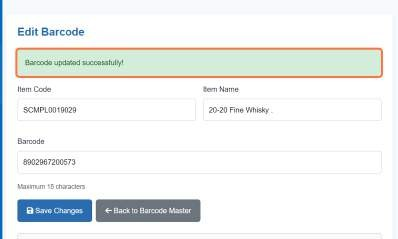 Edit Barcode
Barcode updated successfully!
Item Code
Item Name
SCMPL0019029
20-20 Fine Whisky .
Barcode
8902967200573
Maximum 15 characters
Save Changes
← Back to Barcode Master